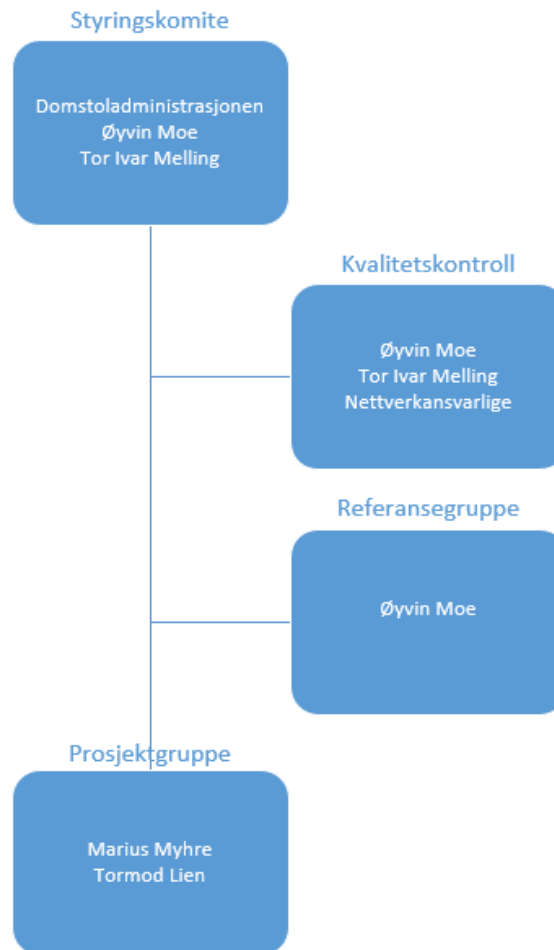 Styringskomite
Domstoladministrasjonen
Øyvin Moe
Tor Ivar Melling
Kvalitetskontroll
Øyvin Moe
Tor Ivar Melling
Nettverkansvarlige
Referansegruppe
Øyvin Moe
Prosjektgruppe
Marius Myhre
Tormod Lien